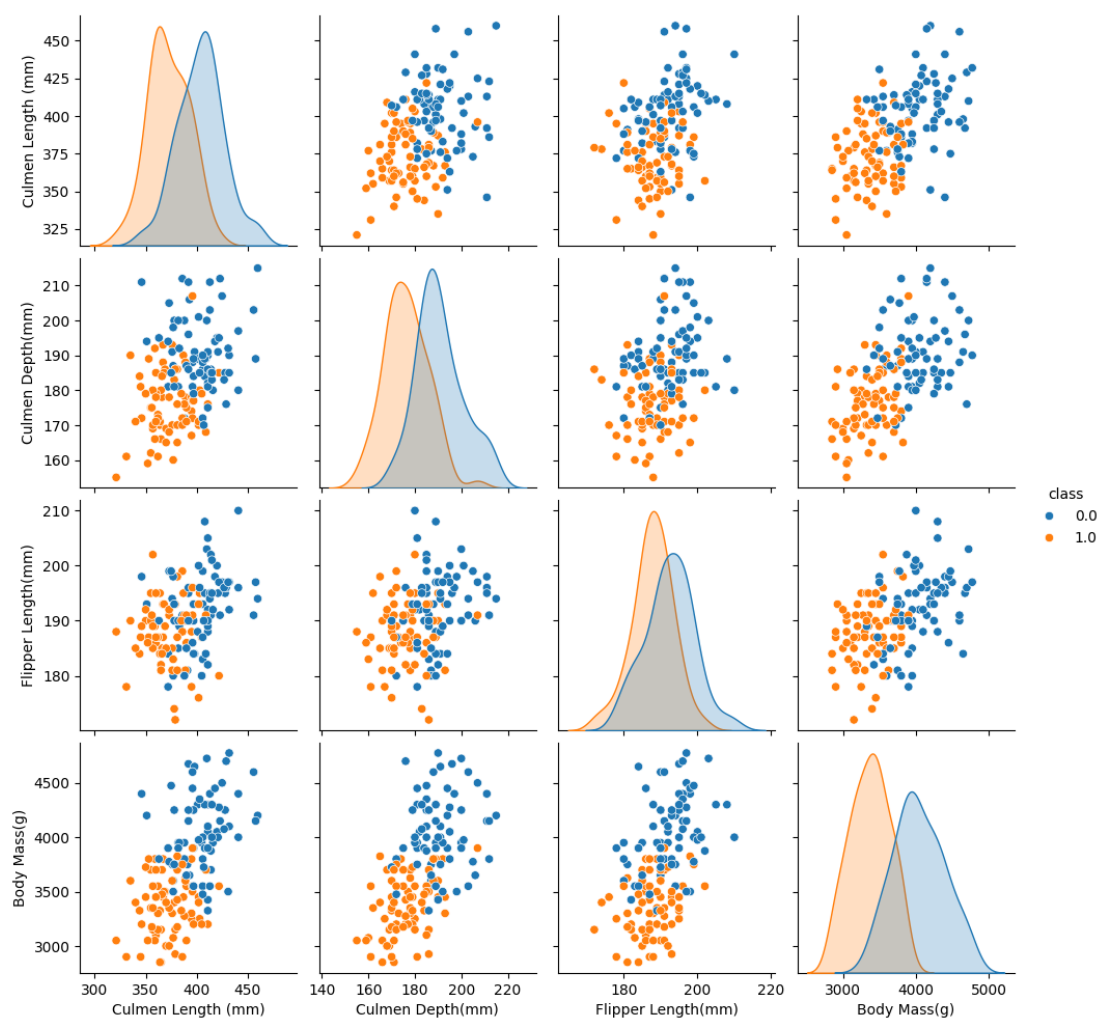 Culmen Length (mm)
450
425
400
375
350
325
Culmen Depth(mm)
210
200
190
180
170
160
class
0.0
1.0
Flipper Length(mm)
210
200
190
180
Body Mass(g)
4500
4000
3500
3000
300 350 400 450
140 160 180 200 220
180 200 220
3000 4000 5000
Culmen Length (mm) Culmen Depth(mm) Flipper Length(mm) Body Mass(g)